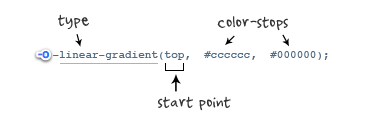 type
color-stops
-o-linear-gradient(top, #cccccc, #000000);
start point